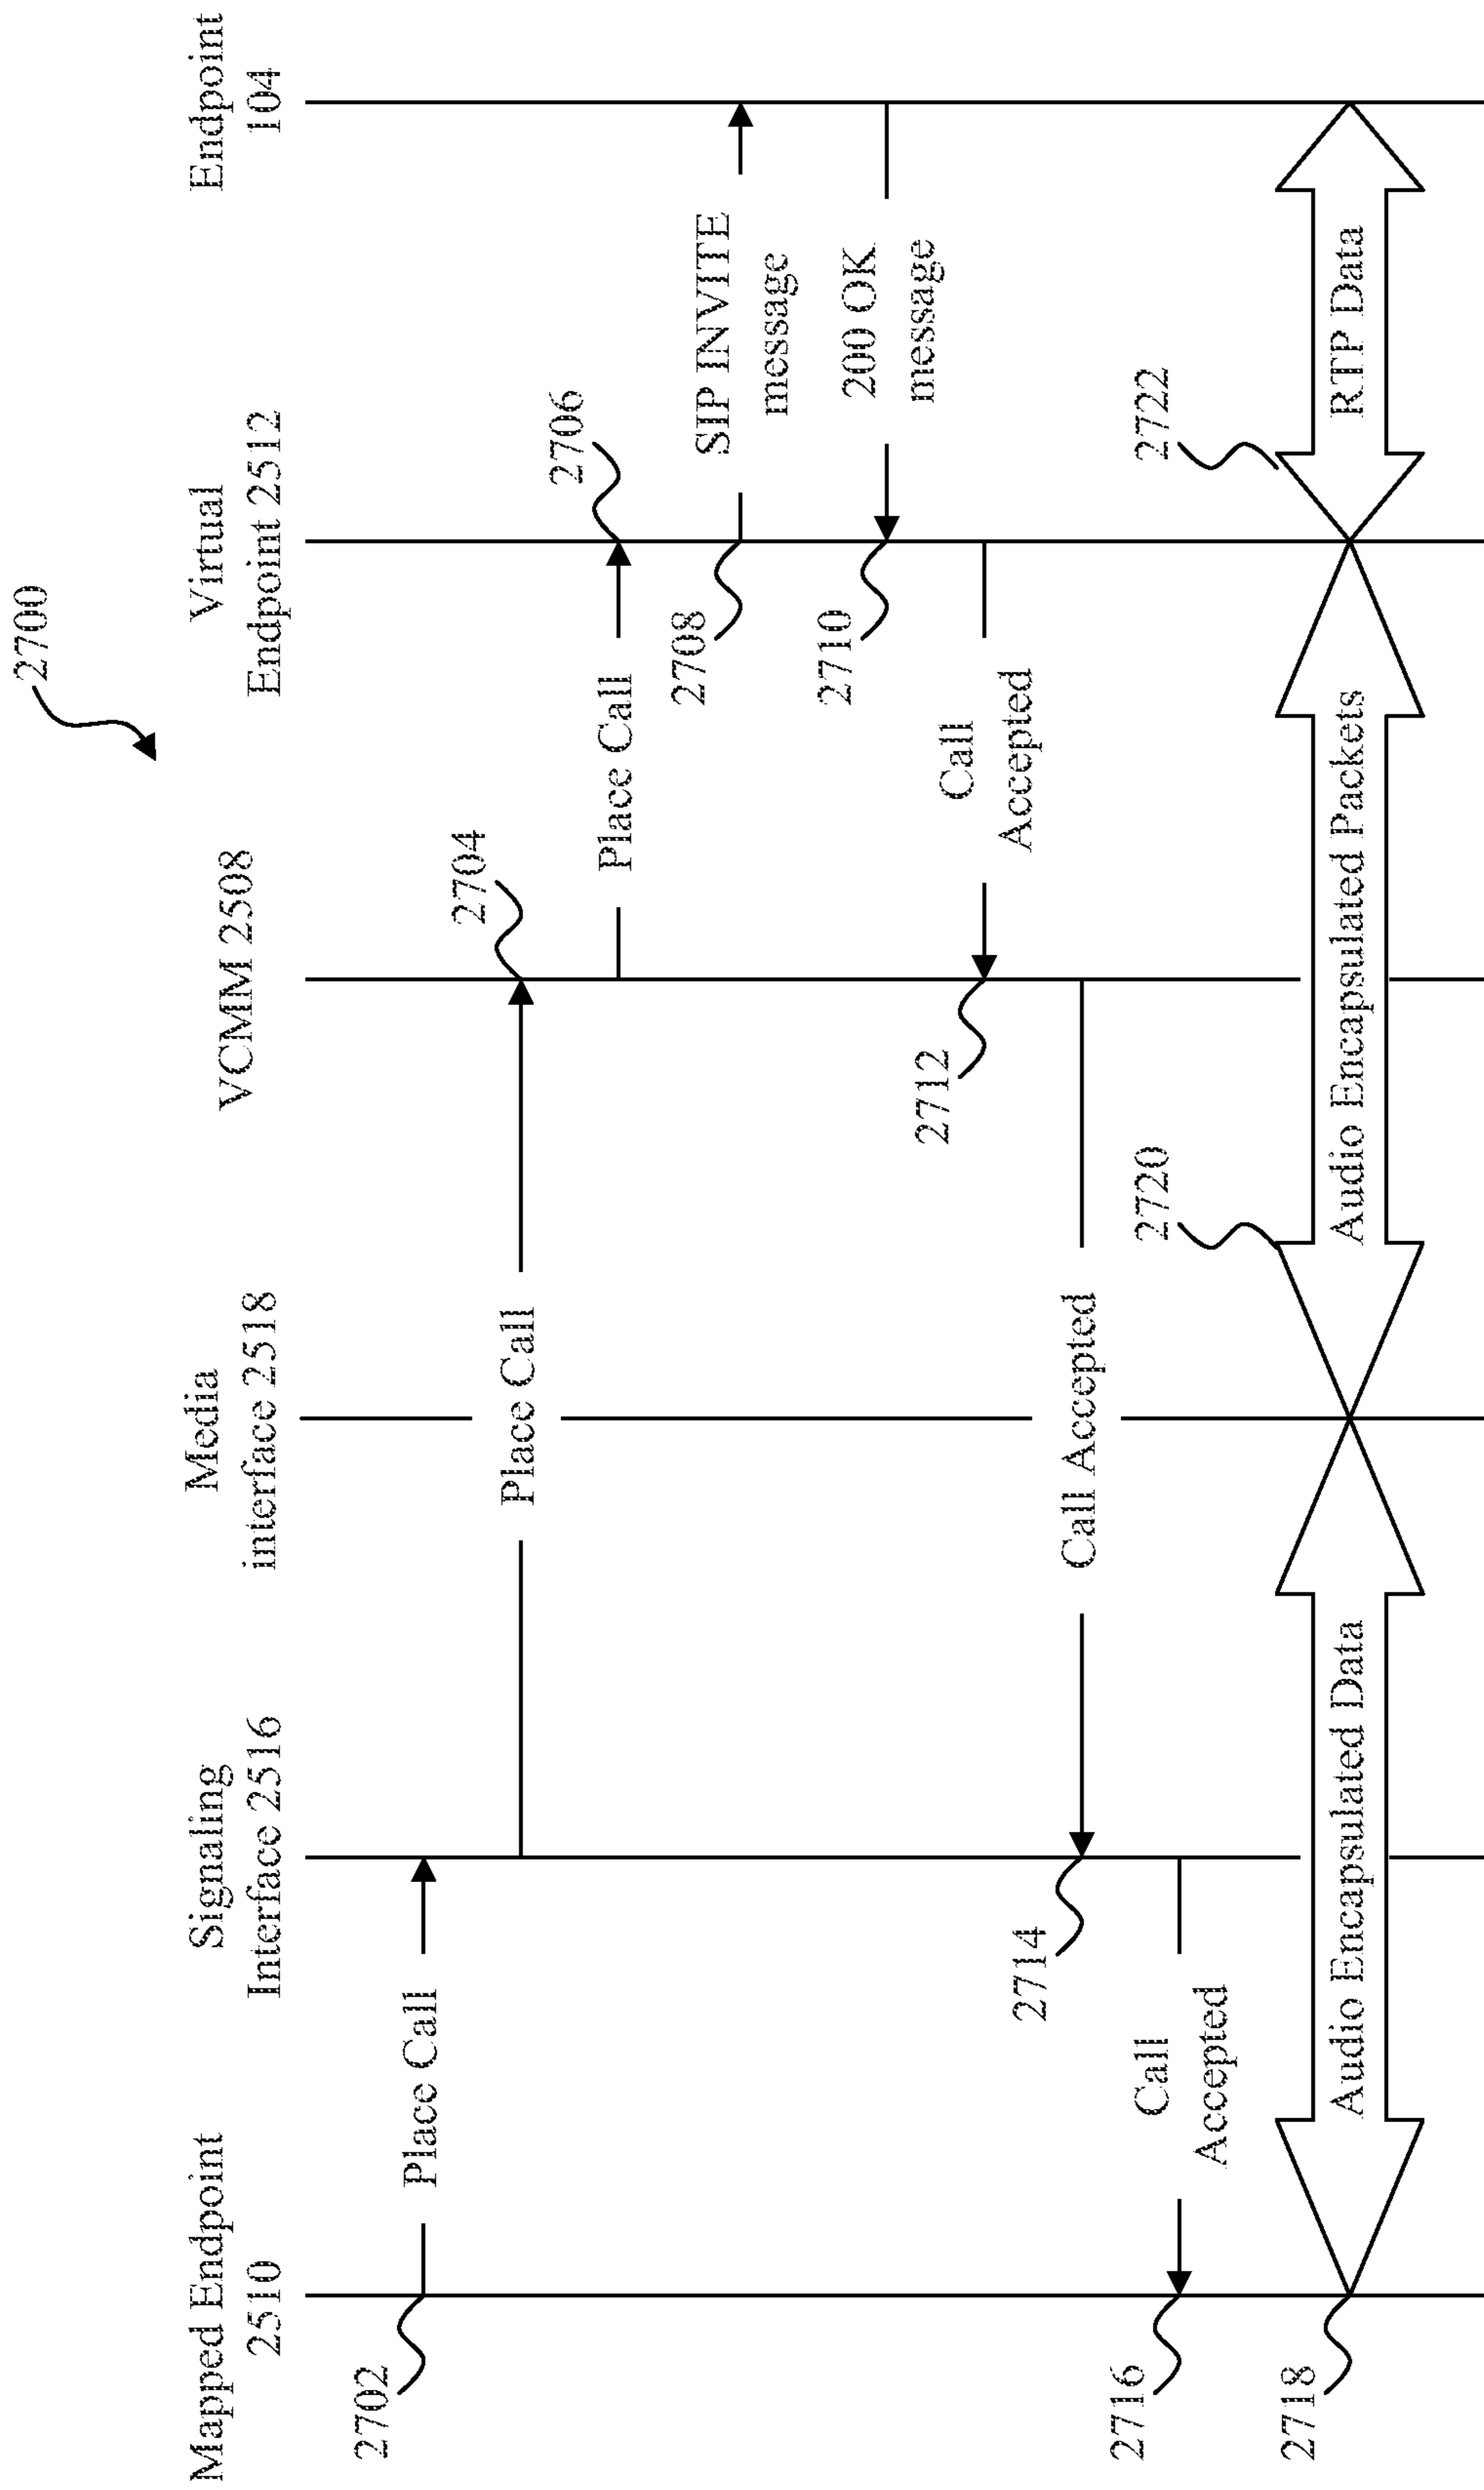 2700
Mapped Endpoint
2510
Signaling
Interface 2516
Media
interface 2518
VCMM 2508
Virtual
Endpoint 2512
Endpoint
104
2702
Place Call
Place Call
2704
Place Call
2706
2708
SIP INVITE
message
2710
200 OK
message
2712
Call
Accepted
2714
Call Accepted
2716
Call
Accepted
2718
Audio Encapsulated Data
2720
Audio Encapsulated Packets
2722
RTP Data